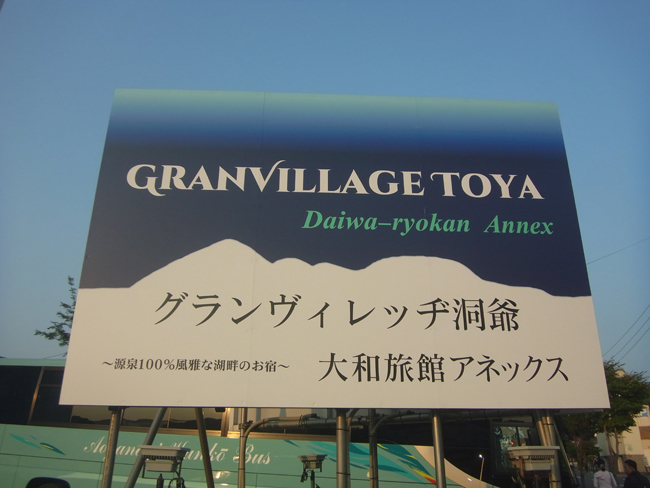 GRANVILLAGE TOYA
Daiwa–ryokan Annex
グランヴィレッヂ洞爺
～源泉100％風雅な湖畔のお宿～ 大和旅館アネックス
Bus